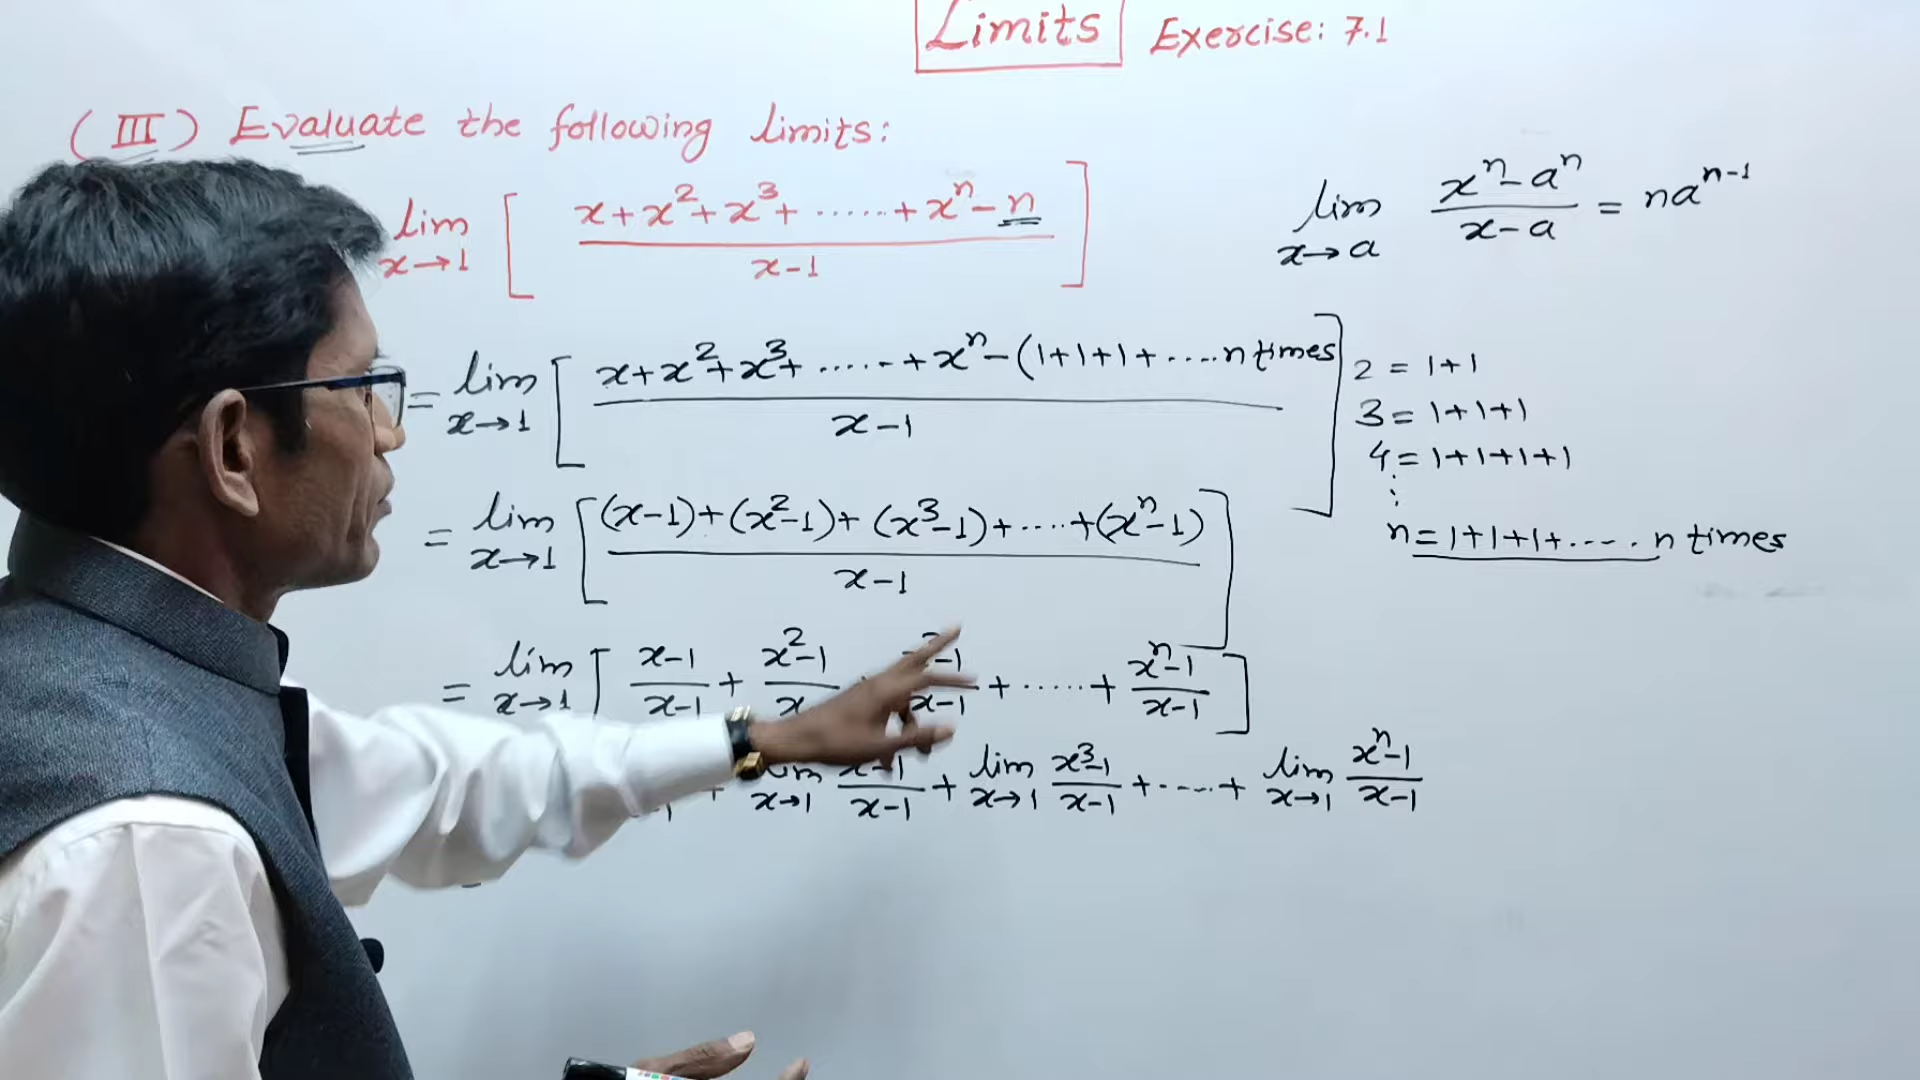 Limits Exercise: 7.1
(III) Evaluate the following limits:
lim x→1 [ (x + x² + x³ + ...... + xⁿ - n) / (x-1) ]
lim x→a (xⁿ - aⁿ) / (x-a) = naⁿ⁻¹
= lim x→1 [ (x + x² + x³ + ..... + xⁿ - (1+1+1+....n times) / (x-1) ]
2 = 1+1
3 = 1+1+1
4 = 1+1+1+1
⋮
n = 1+1+1+..... n times
= lim x→1 [ ((x-1) + (x²-1) + (x³-1) + .... + (xⁿ-1)) / (x-1) ]
= lim x→1 [ (x-1)/(x-1) + (x²-1)/x -1/(x-1) + ..... + (xⁿ-1)/(x-1) ]
+ lim x→1 x-1/(x-1) + lim x→1 (x³-1)/(x-1) + ..... + lim x→1 (xⁿ-1)/(x-1)